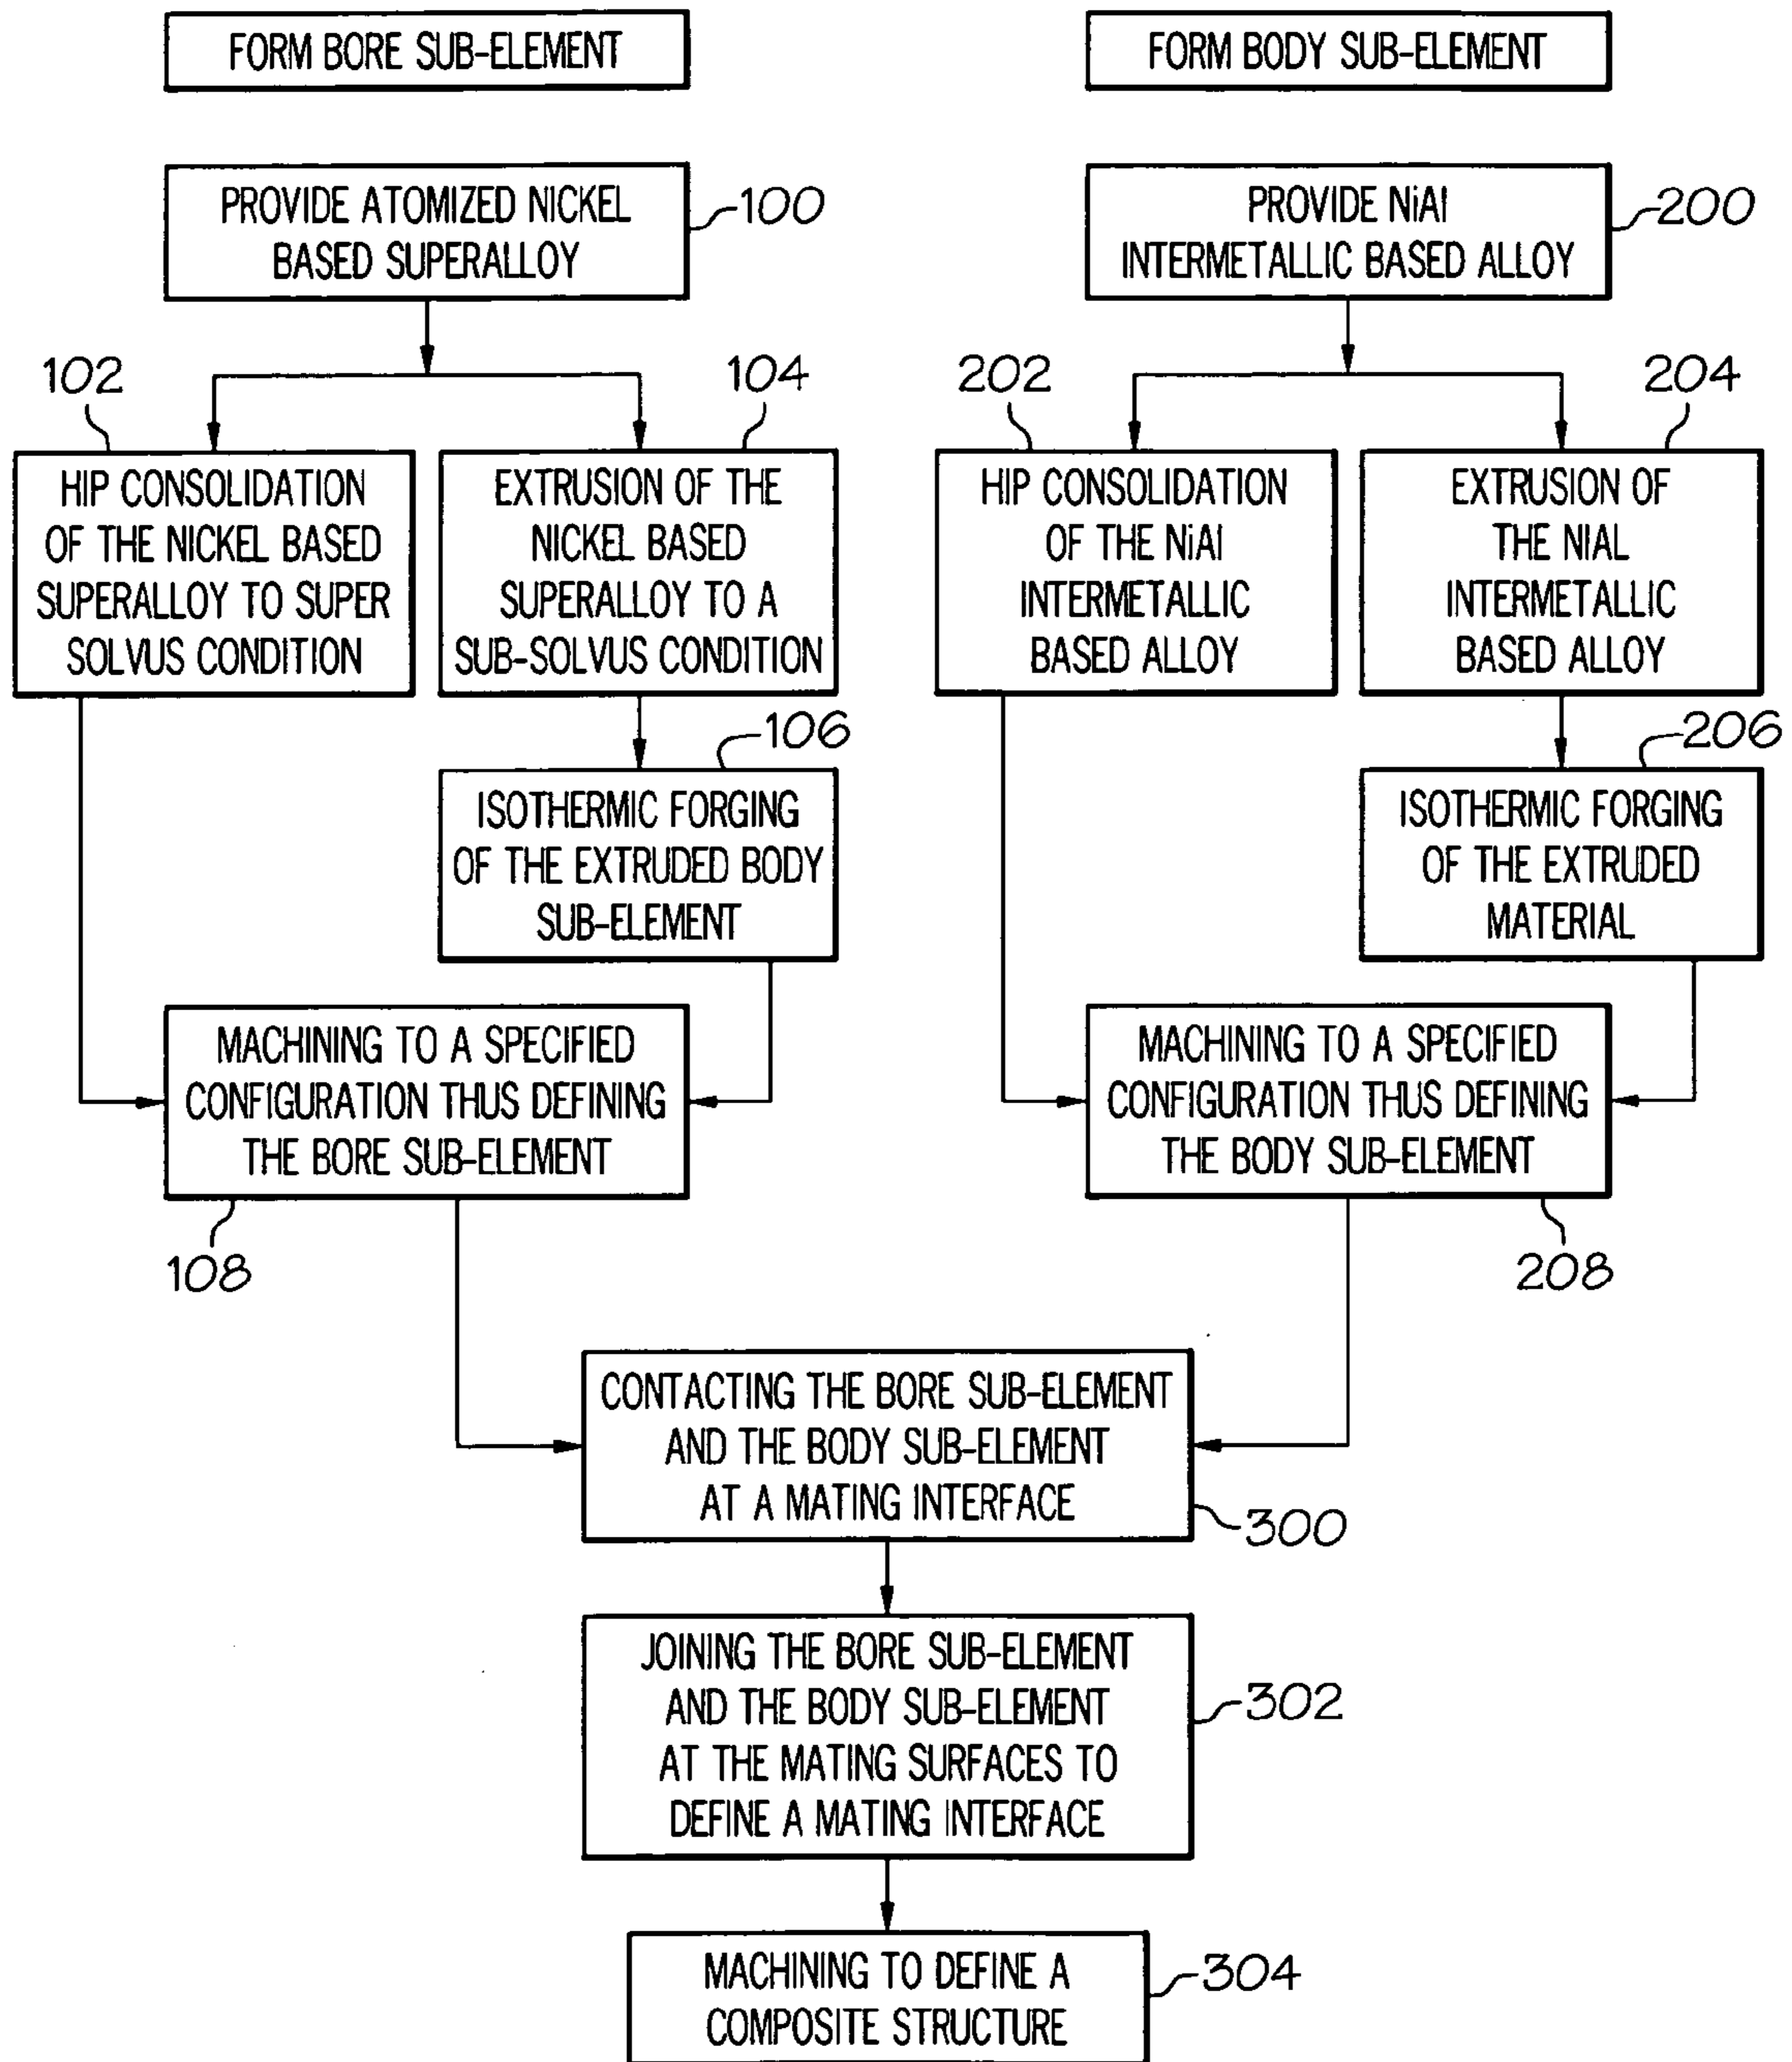 FORM BORE SUB-ELEMENT
PROVIDE ATOMIZED NICKEL
BASED SUPERALLOY
100
102
104
HIP CONSOLIDATION
OF THE NICKEL BASED
SUPERALLOY TO SUPER
SOLVUS CONDITION
EXTRUSION OF THE
NICKEL BASED
SUPERALLOY TO A
SUB-SOLVUS CONDITION
106
ISOTHERMIC FORGING
OF THE EXTRUDED BODY
SUB-ELEMENT
MACHINING TO A SPECIFIED
CONFIGURATION THUS DEFINING
THE BORE SUB-ELEMENT
108
FORM BODY SUB-ELEMENT
PROVIDE NiAl
INTERMETALLIC BASED ALLOY
200
202
204
HIP CONSOLIDATION
OF THE NiAl
INTERMETALLIC
BASED ALLOY
EXTRUSION OF
THE NIAL
INTERMETALLIC
BASED ALLOY
206
ISOTHERMIC FORGING
OF THE EXTRUDED
MATERIAL
MACHINING TO A SPECIFIED
CONFIGURATION THUS DEFINING
THE BODY SUB-ELEMENT
208
CONTACTING THE BORE SUB-ELEMENT
AND THE BODY SUB-ELEMENT
AT A MATING INTERFACE
300
JOINING THE BORE SUB-ELEMENT
AND THE BODY SUB-ELEMENT
AT THE MATING SURFACES TO
DEFINE A MATING INTERFACE
302
MACHINING TO DEFINE A
COMPOSITE STRUCTURE
304